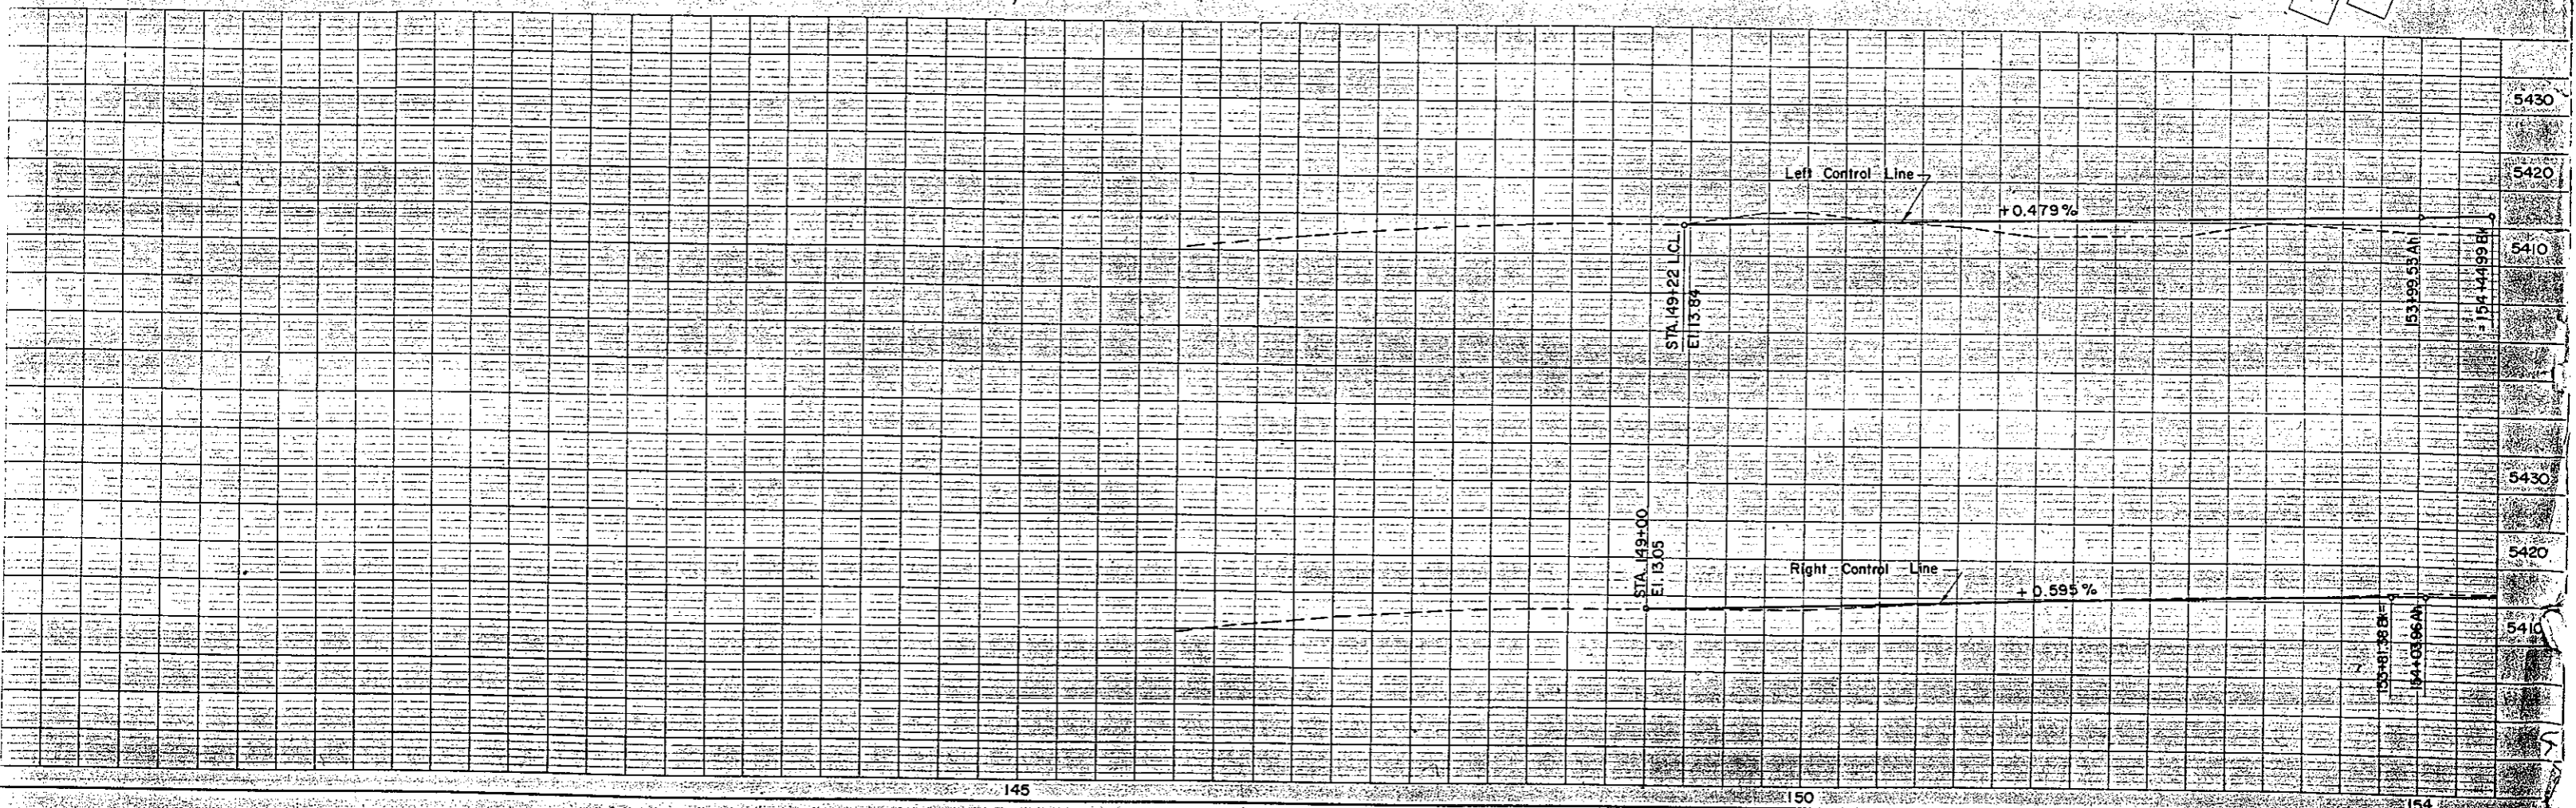 5430
Left Control Line
5420
+0.479%
5410
STA. 149+22 LCL
El 13.84
153+99.53 Ah
= 154+44.99 Bk
5430
STA. 149+00
El. 13.05
5420
Right Control Line
+0.595%
5410
153+81.38 Bk=
154+03.96 Ah
145
150
154